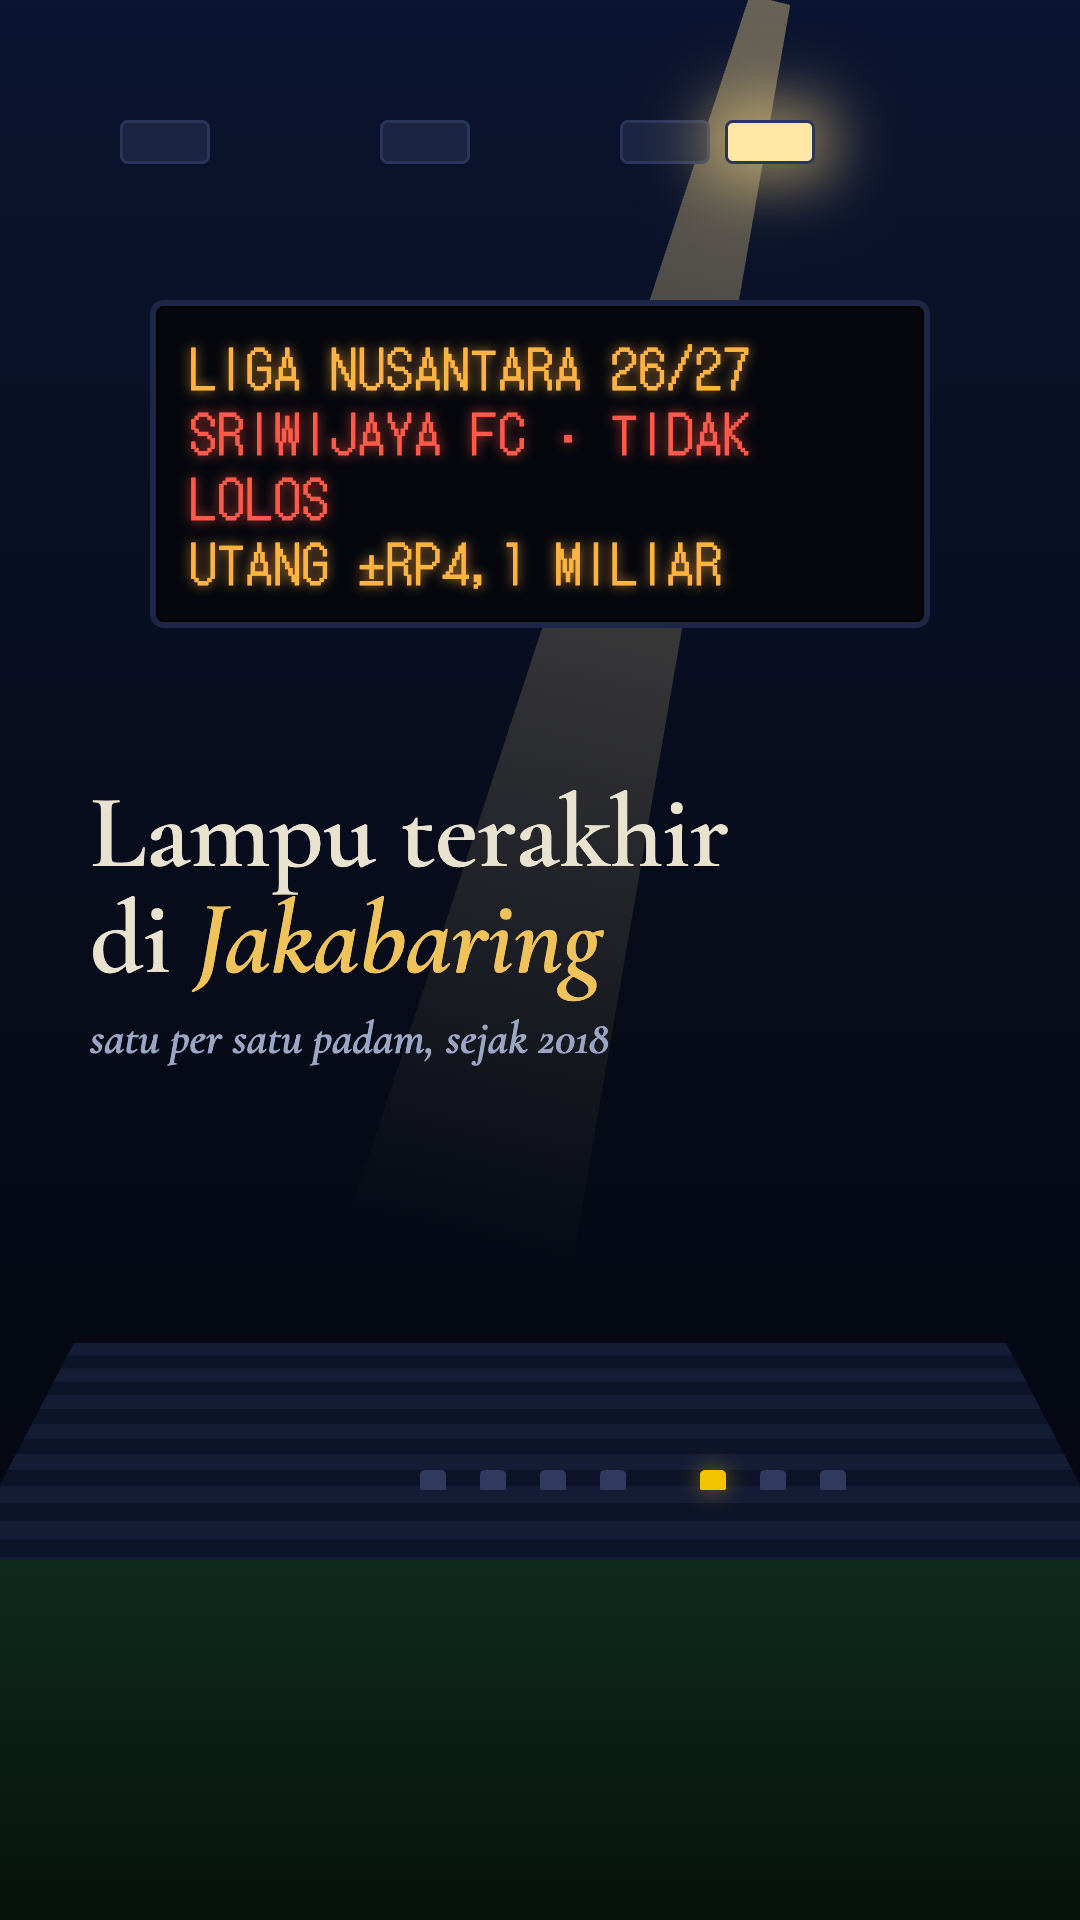 LIGA NUSANTARA 26/27
SRIWIJAYA FC · TIDAK
LOLOS
UTANG ±RP4,1 MILIAR
Lampu terakhir
di Jakabaring
satu per satu padam, sejak 2018